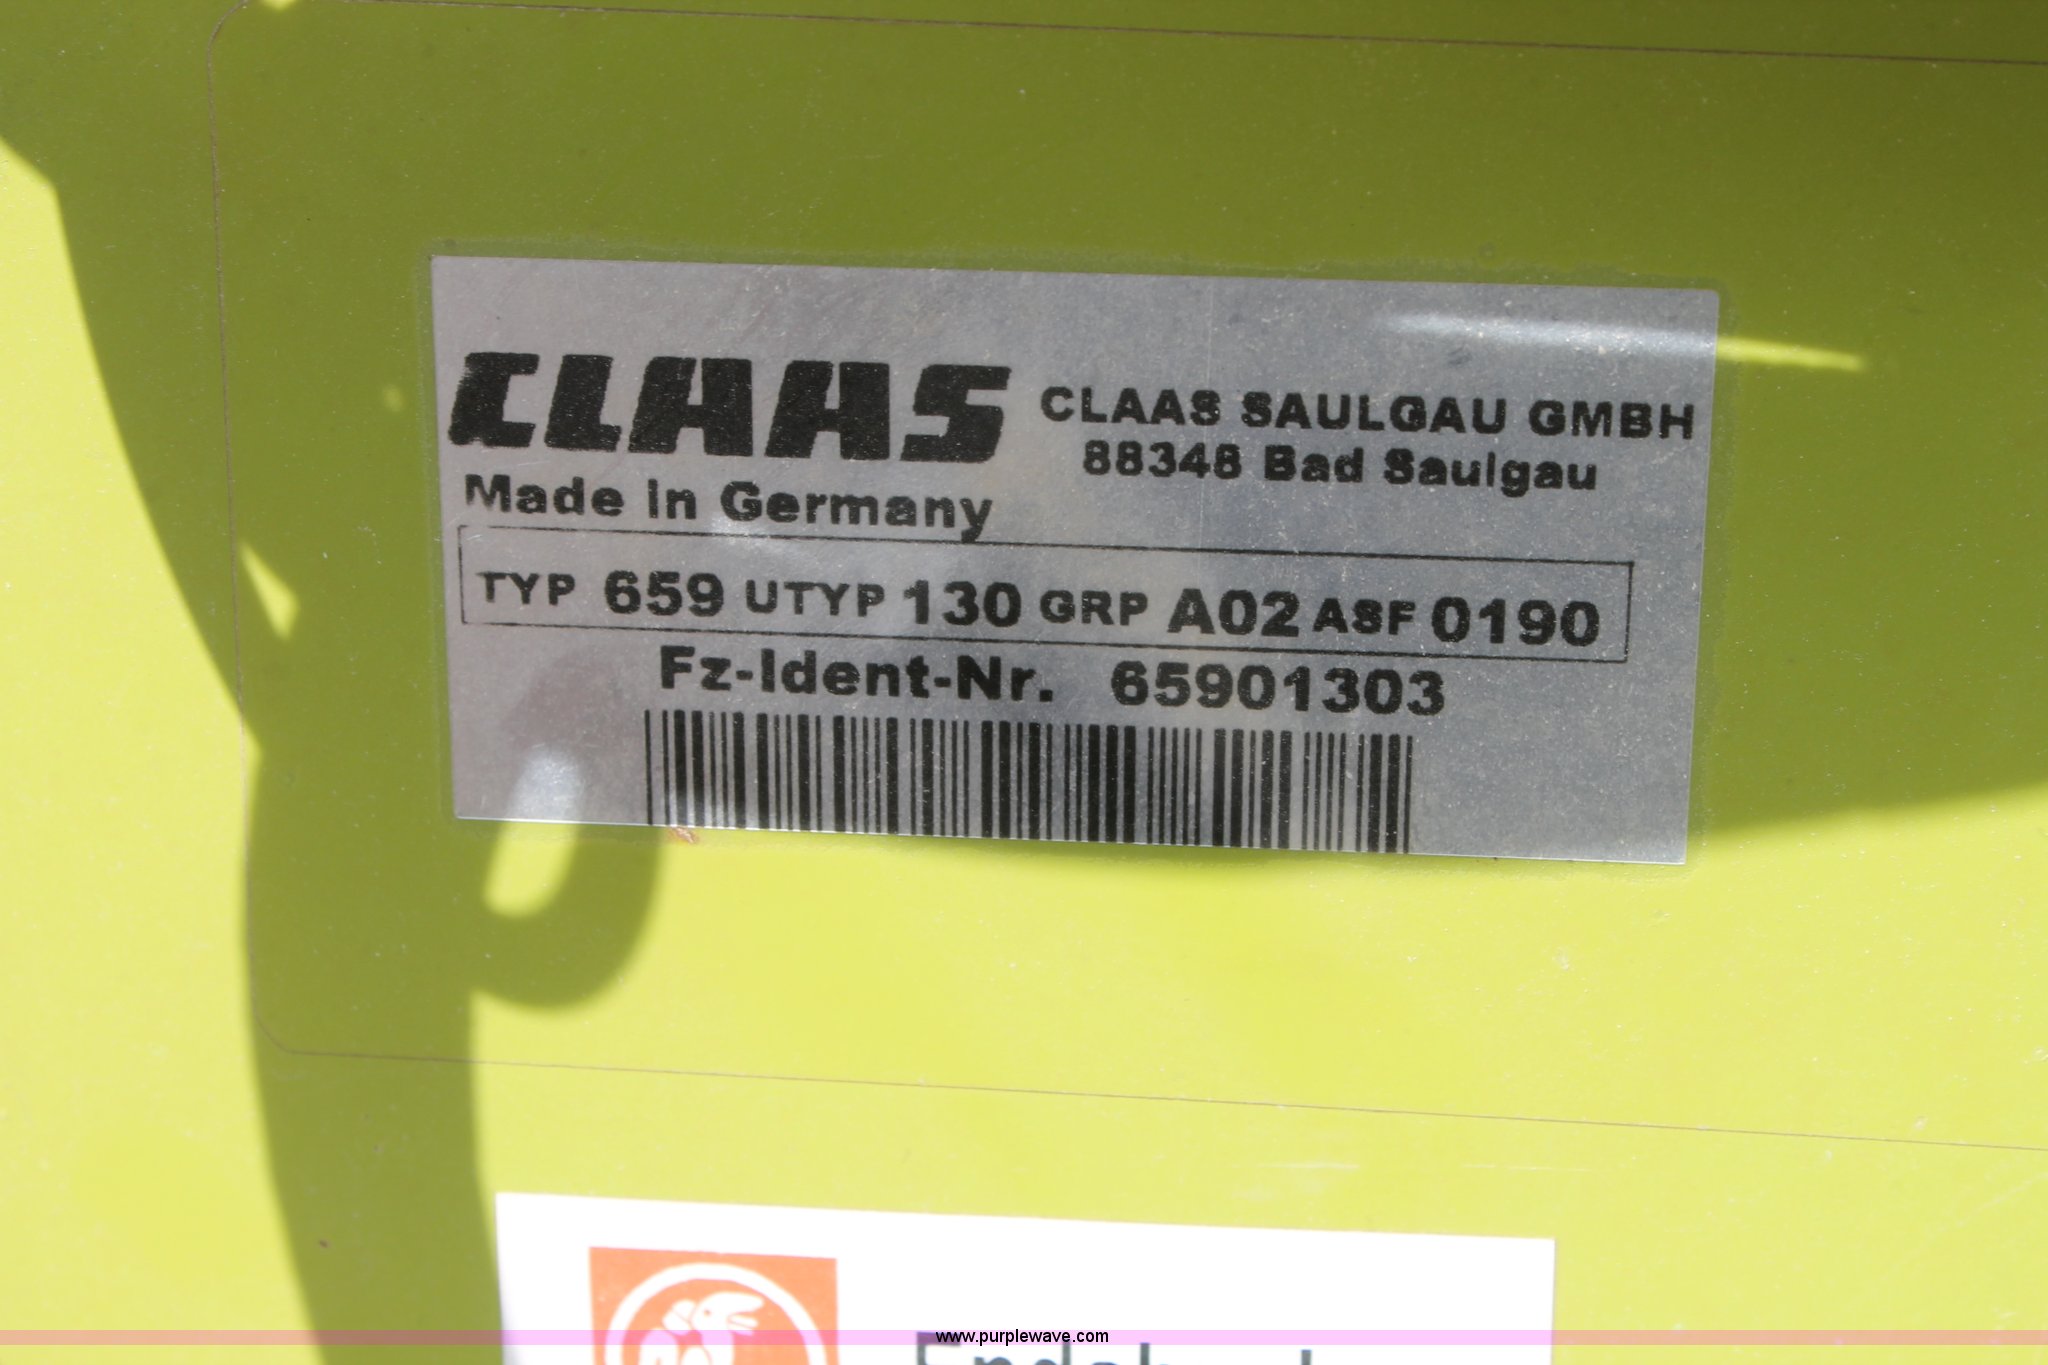 CLAAS
CLAAS SAULGAU GMBH
88348 Bad Saulgau
Made in Germany
TYP 659 UTYP 130 GRP A02 ASF 0190
Fz-Ident-Nr. 65901303
www.purplewave.com